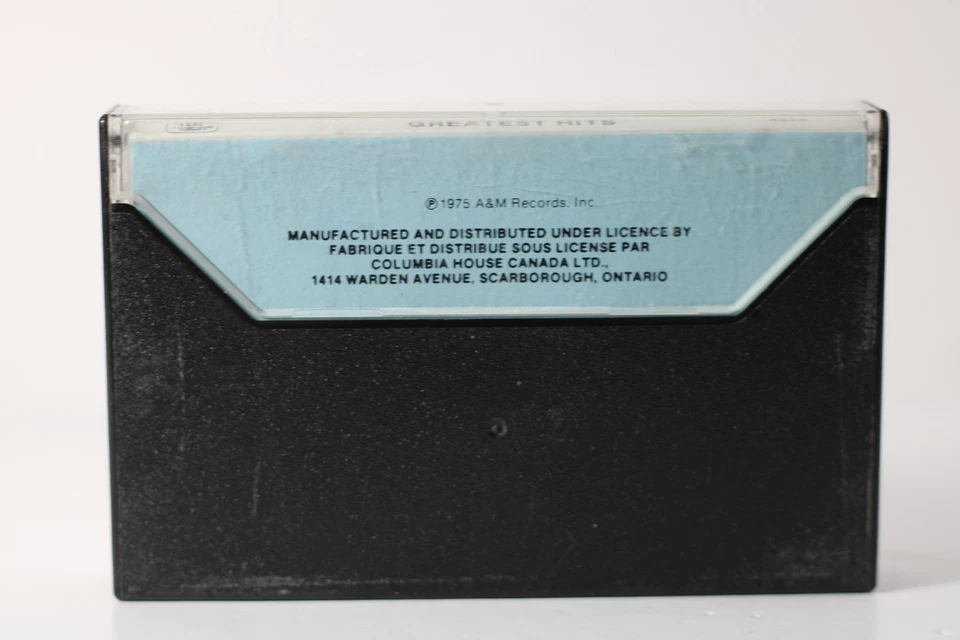 GREATEST HITS
℗1975 A&M Records, Inc
MANUFACTURED AND DISTRIBUTED UNDER LICENCE BY
FABRIQUE ET DISTRIBUE SOUS LICENSE PAR
COLUMBIA HOUSE CANADA LTD.,
1414 WARDEN AVENUE, SCARBOROUGH, ONTARIO